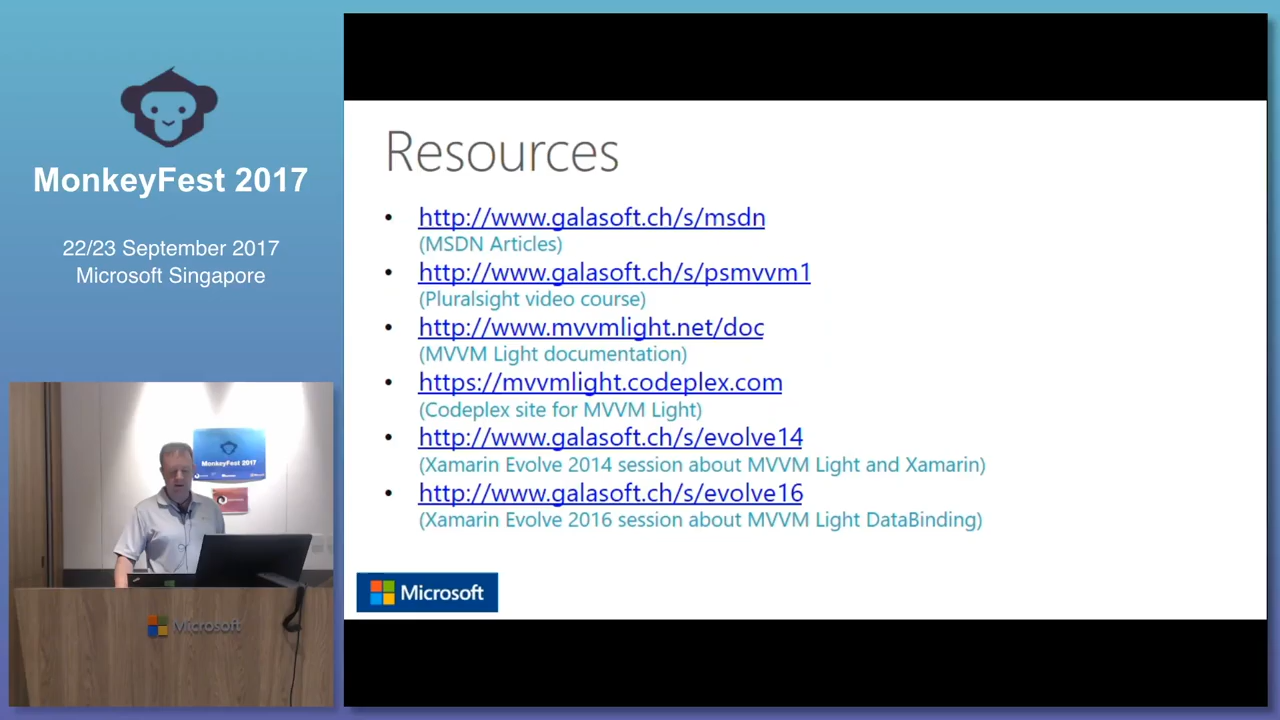 MonkeyFest 2017
22/23 September 2017
Microsoft Singapore
Resources
• http://www.galasoft.ch/s/msdn
(MSDN Articles)
• http://www.galasoft.ch/s/psmvvm1
(Pluralsight video course)
• http://www.mvvmlight.net/doc
(MVVM Light documentation)
• https://mvvmlight.codeplex.com
(Codeplex site for MVVM Light)
• http://www.galasoft.ch/s/evolve14
(Xamarin Evolve 2014 session about MVVM Light and Xamarin)
• http://www.galasoft.ch/s/evolve16
(Xamarin Evolve 2016 session about MVVM Light DataBinding)
Microsoft
MonkeyFest 2017
Microsoft